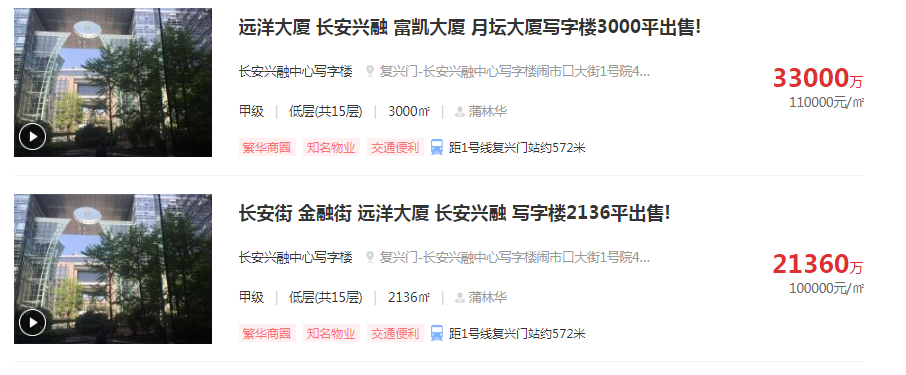 远洋大厦 长安兴融 富凯大厦 月坛大厦写字楼3000平出售!
长安兴融中心写字楼 复兴门-长安兴融中心写字楼闹市口大街1号院4...
33000万
110000元/㎡
甲级 | 低层(共15层) | 3000㎡ | 蒲林华
繁华商圈 知名物业 交通便利 距1号线复兴门站约572米
长安街 金融街 远洋大厦 长安兴融 写字楼2136平出售!
长安兴融中心写字楼 复兴门-长安兴融中心写字楼闹市口大街1号院4...
21360万
100000元/㎡
甲级 | 低层(共15层) | 2136㎡ | 蒲林华
繁华商圈 知名物业 交通便利 距1号线复兴门站约572米